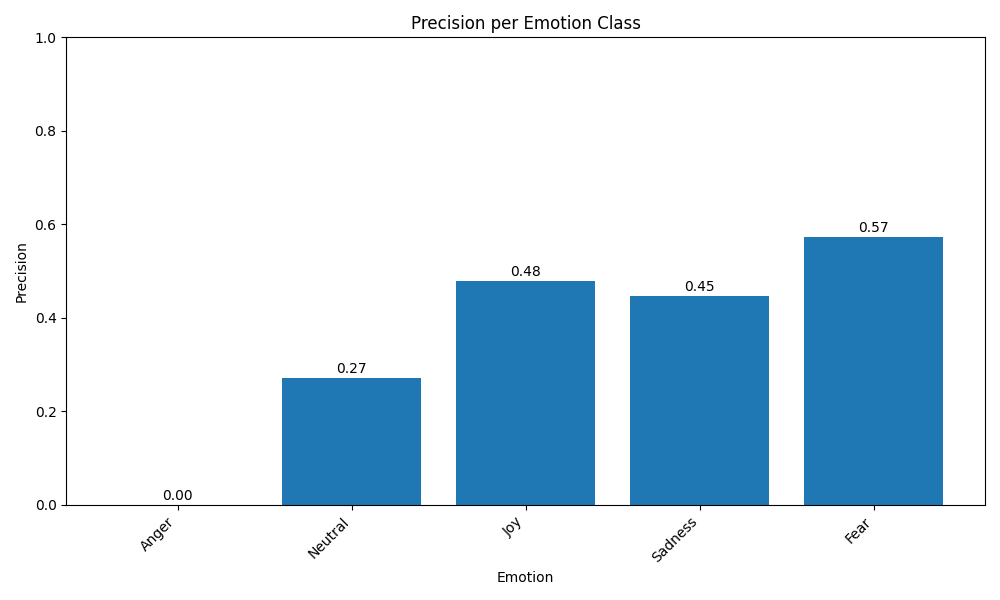 Precision per Emotion Class
1.0
0.8
0.6
0.4
0.2
0.0
Precision
0.00
0.27
0.48
0.45
0.57
Anger
Neutral
Joy
Sadness
Fear
Emotion